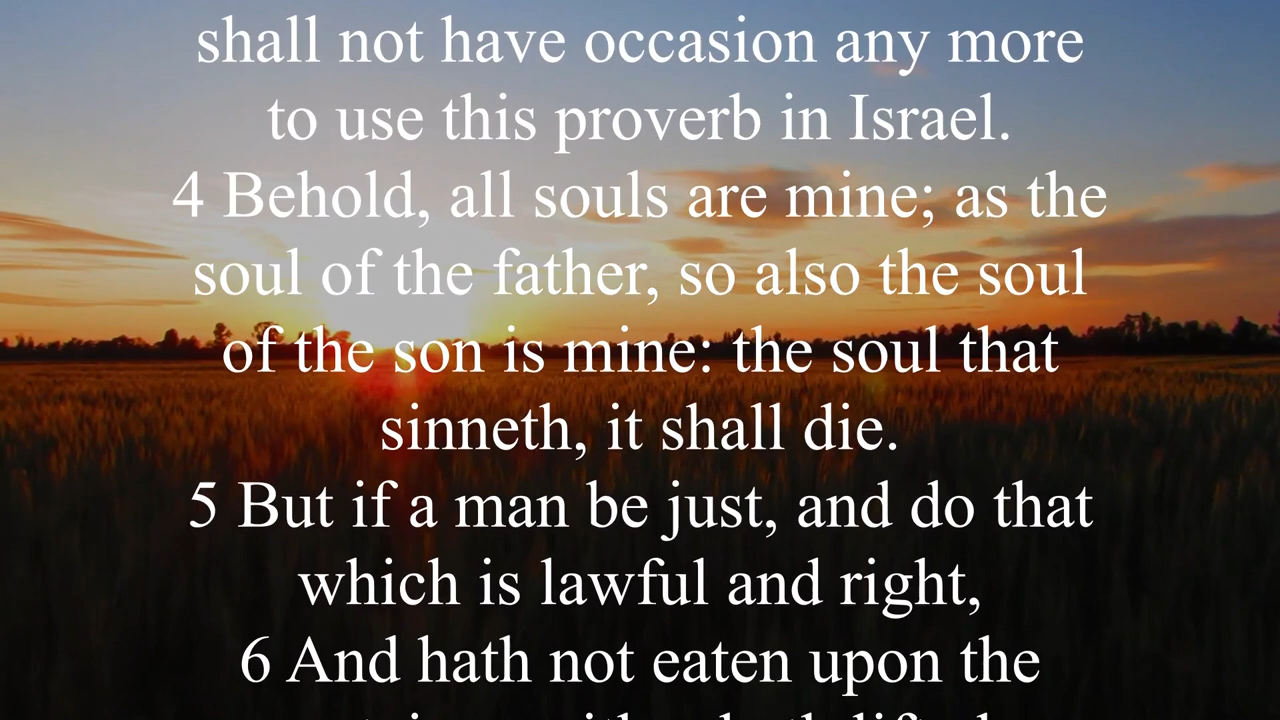 shall not have occasion any more
to use this proverb in Israel.
4 Behold, all souls are mine; as the
soul of the father, so also the soul
of the son is mine: the soul that
sinneth, it shall die.
5 But if a man be just, and do that
which is lawful and right,
6 And hath not eaten upon the